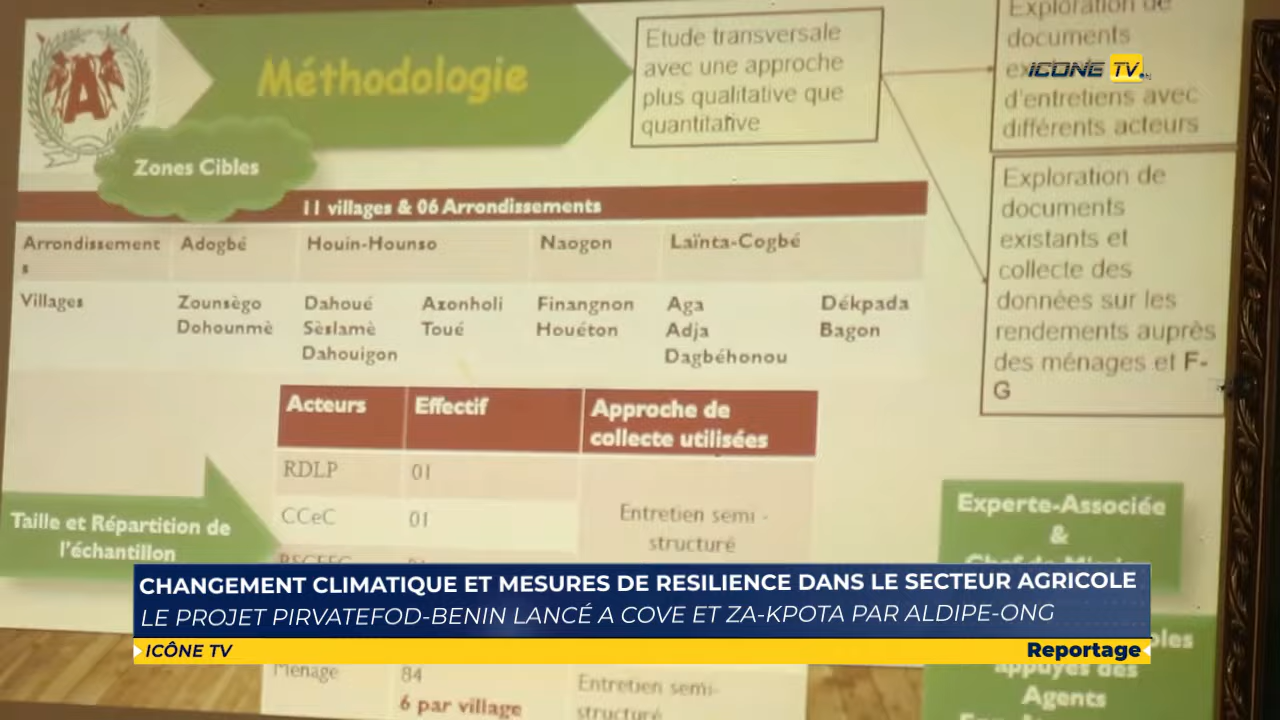 A
Méthodologie
Etude transversale
avec une approche
plus qualitative que
quantitative
Exploration de
documents
d'entretiens avec
différents acteurs
ICONE TV
Zones Cibles
11 villages & 06 Arrondissements
Arrondissement
s
Adogbé
Houin-Hounso
Naogon
Laïnta-Cogbé
Villages
Zounsègo
Dohounmè
Dahoué
Sèslamè
Dahouigon
Axonholi
Toué
Finangnon
Houéton
Aga
Adja
Dagbéhonou
Dékpada
Bagon
Exploration de
documents
existants et
collecte des
données sur les
rendements auprès
des ménages et F-
G
Acteurs
Effectif
Approche de
collecte utilisées
RDLP
01
CCeC
01
Entretien semi -
structuré
Taille et Répartition de
l'échantillon
Experte-Associée
&
CHANGEMENT CLIMATIQUE ET MESURES DE RESILIENCE DANS LE SECTEUR AGRICOLE
LE PROJET PIRVATEFOD-BENIN LANCÉ A COVE ET ZA-KPOTA PAR ALDIPE-ONG
ICÔNE TV
Reportage
Ménage
84
6 par village
Entretien semi-
structuré
appuyés des
Agents